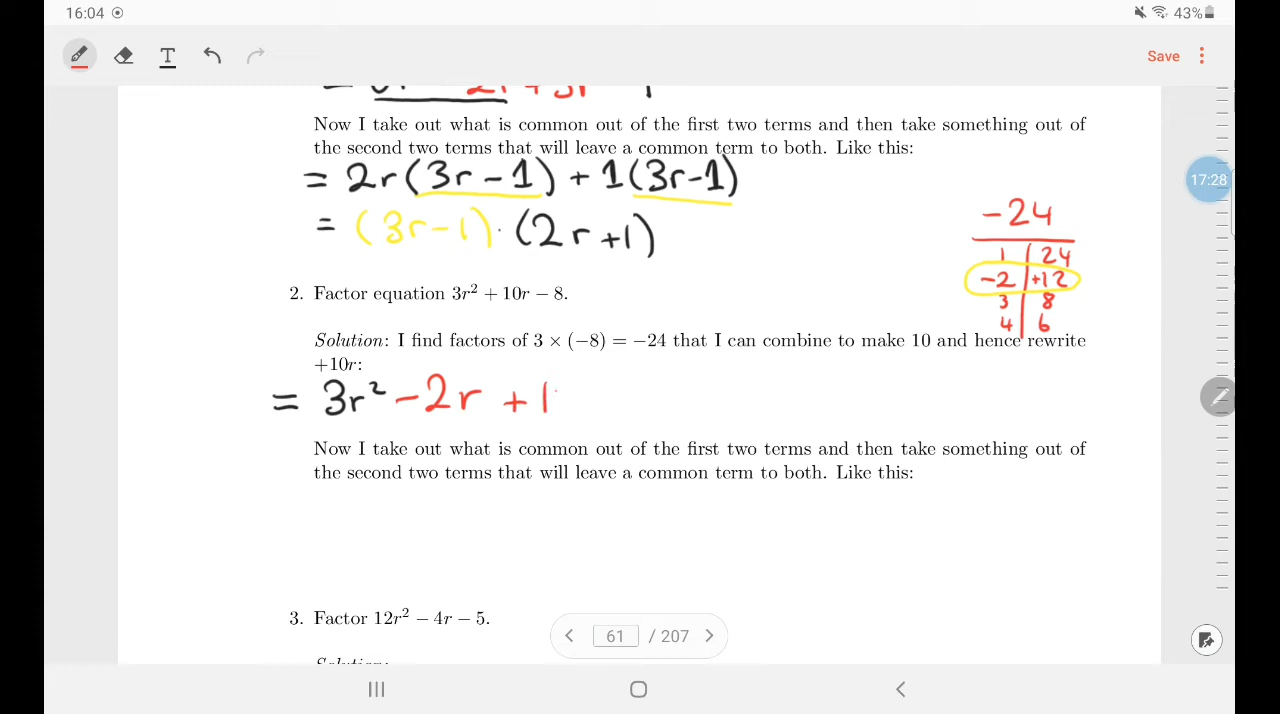 16:04
43%
Save
Now I take out what is common out of the first two terms and then take something out of
the second two terms that will leave a common term to both. Like this:
= 2r(3r-1) + 1(3r-1)
= (3r-1)·(2r+1)
17:28
-24
1 | 24
-2 | +12
3 | 8
4 | 6
2. Factor equation 3r² + 10r − 8.
Solution: I find factors of 3 × (−8) = −24 that I can combine to make 10 and hence rewrite
+10r:
= 3r² -2r + 1
Now I take out what is common out of the first two terms and then take something out of
the second two terms that will leave a common term to both. Like this:
3. Factor 12r² − 4r − 5.
61 / 207